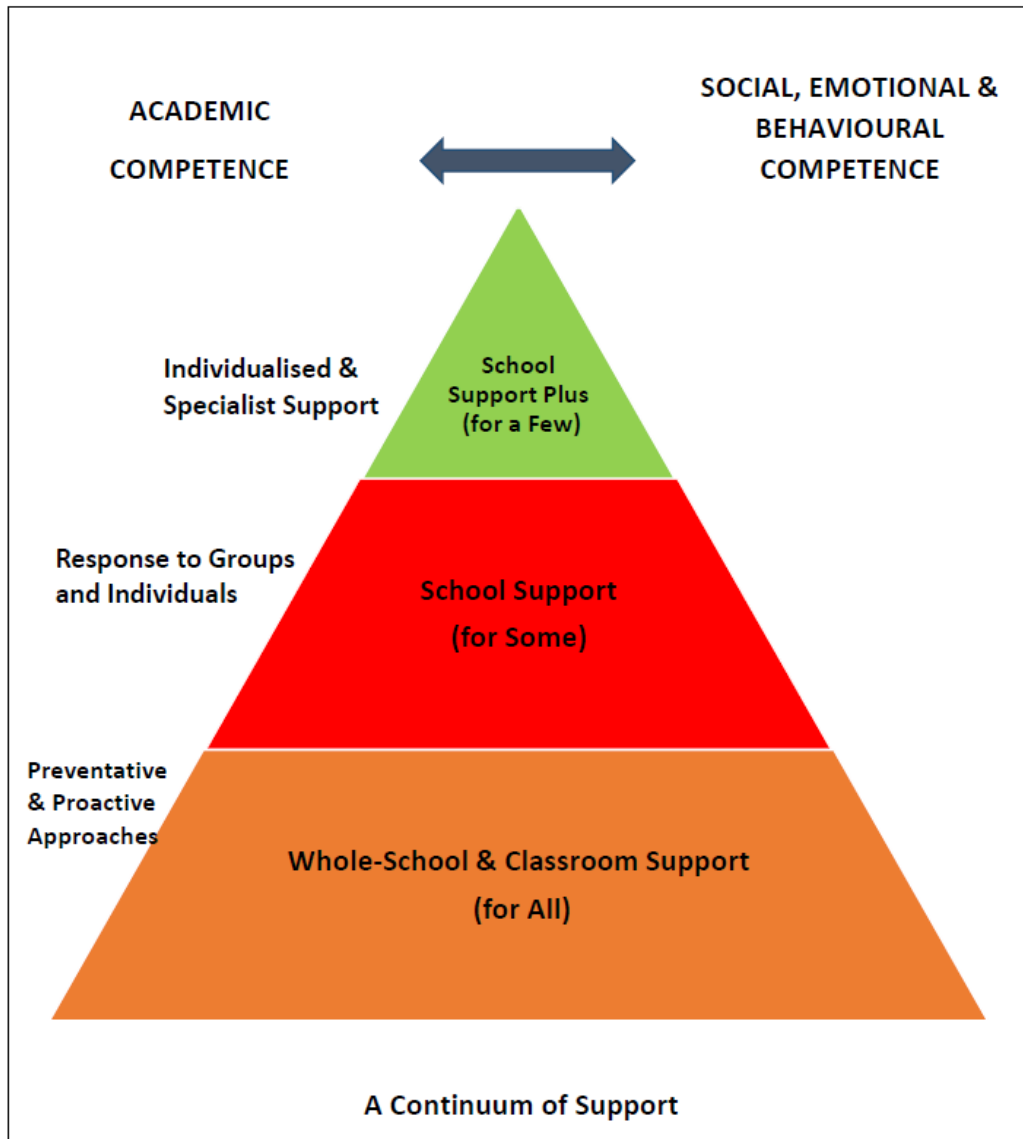 ACADEMIC
COMPETENCE
SOCIAL, EMOTIONAL &
BEHAVIOURAL
COMPETENCE
Individualised &
Specialist Support
School
Support Plus
(for a Few)
Response to Groups
and Individuals
School Support
(for Some)
Preventative
& Proactive
Approaches
Whole-School & Classroom Support
(for All)
A Continuum of Support